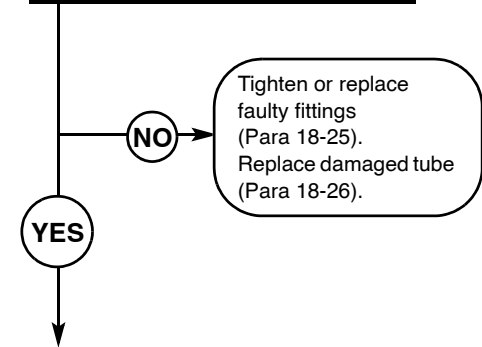 NO
Tighten or replace
faulty fittings
(Para 18-25).
Replace damaged tube
(Para 18-26).
YES